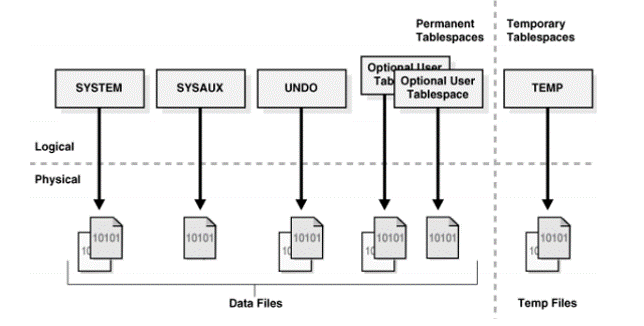 Permanent
Tablespaces
Temporary
Tablespaces
SYSTEM
SYSAUX
UNDO
Optional User
Optional User
Tablespace
TEMP
Logical
Physical
10101
10
10101
10101
10
10101
10
10101
10101
10
Data Files
Temp Files